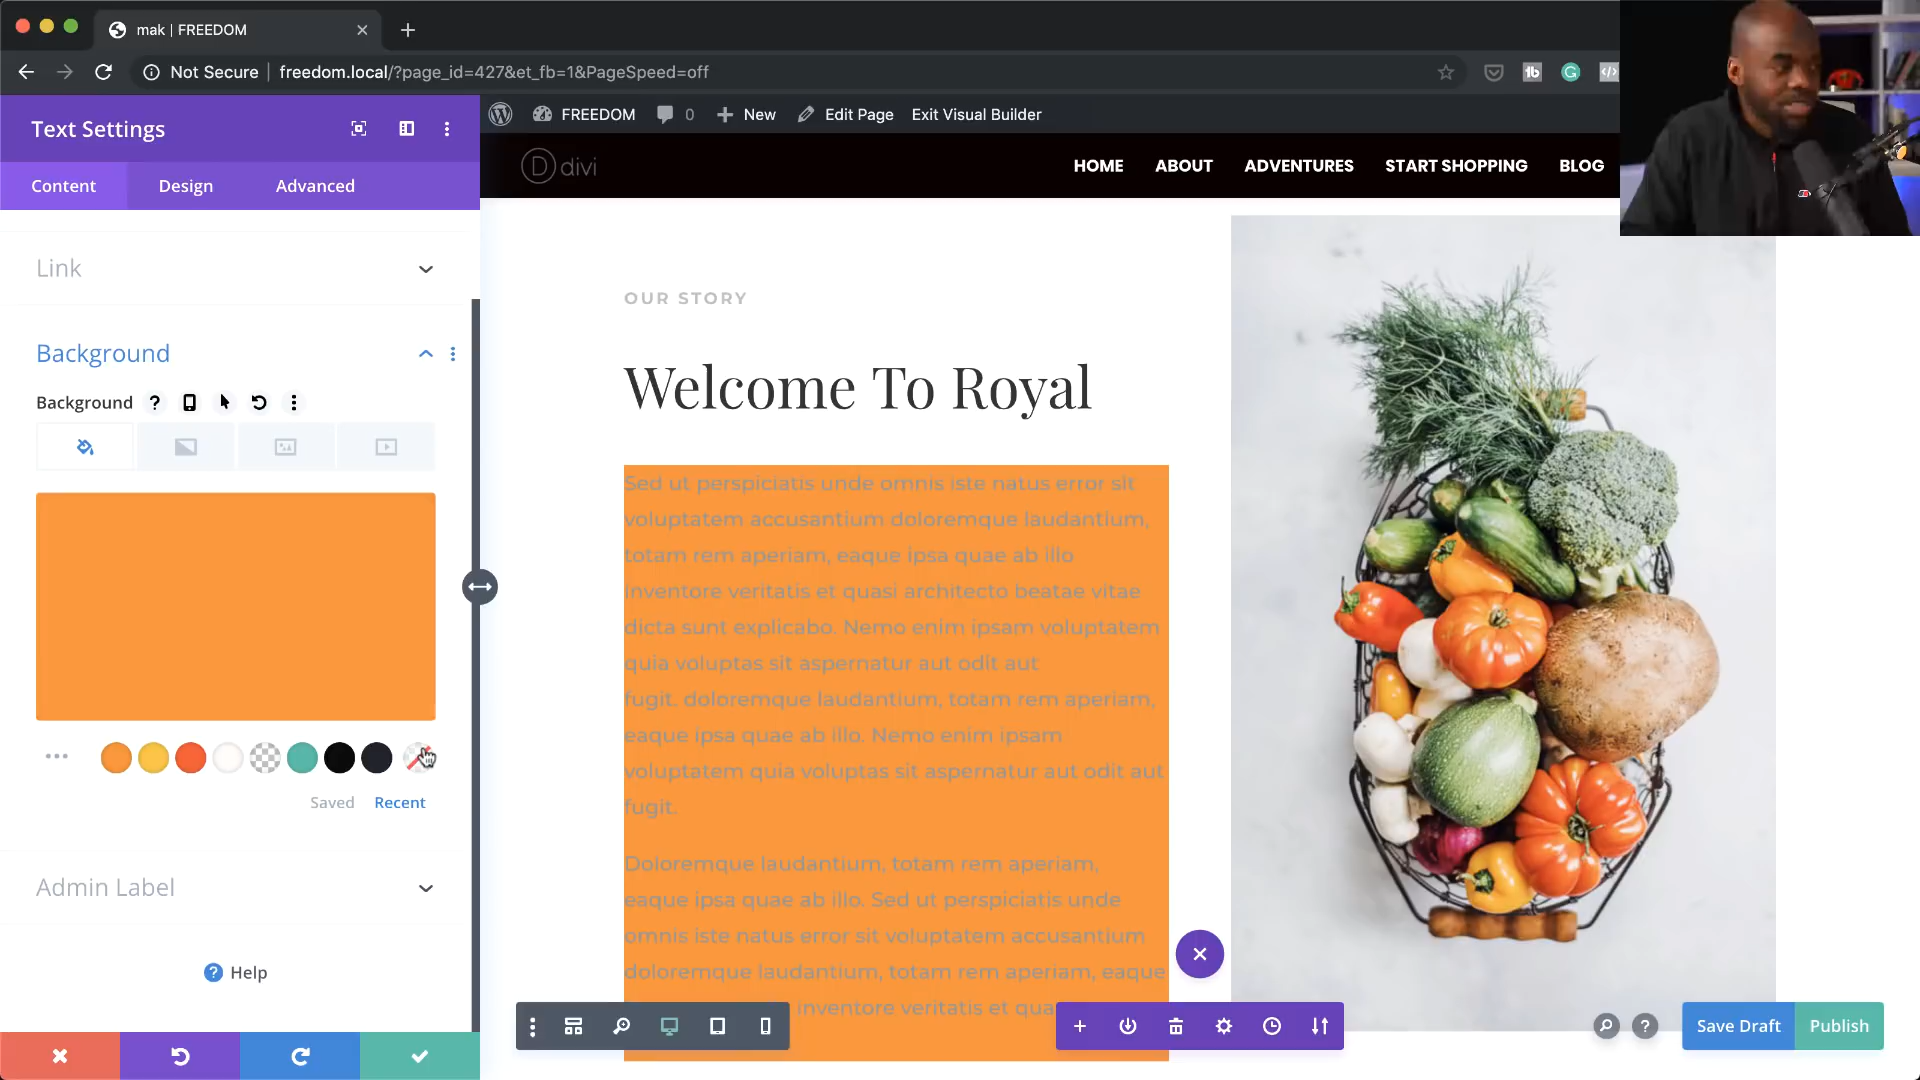 mak | FREEDOM
Not Secure
freedom.local/?page_id=427&et_fb=1&PageSpeed=off
tb
G
FREEDOM
0
New
Edit Page
Exit Visual Builder
Text Settings
Content
Design
Advanced
D divi
HOME
ABOUT
ADVENTURES
START SHOPPING
BLOG
Link
Background
Background
OUR STORY
Welcome To Royal
Sed ut perspiciatis unde omnis iste natus error sit
voluptatem accusantium doloremque laudantium,
totam rem aperiam, eaque ipsa quae ab illo
inventore veritatis et quasi architecto beatae vitae
dicta sunt explicabo. Nemo enim ipsam voluptatem
quia voluptas sit aspernatur aut odit aut
fugit. doloremque laudantium, totam rem aperiam,
eaque ipsa quae ab illo. Nemo enim ipsam
voluptatem quia voluptas sit aspernatur aut odit aut
fugit.
Doloremque laudantium, totam rem aperiam,
eaque ipsa quae ab illo. Sed ut perspiciatis unde
omnis iste natus error sit voluptatem accusantium
doloremque laudantium, totam rem aperiam, eaque
inventore veritatis et qua
Saved
Recent
Admin Label
Help
Save Draft
Publish